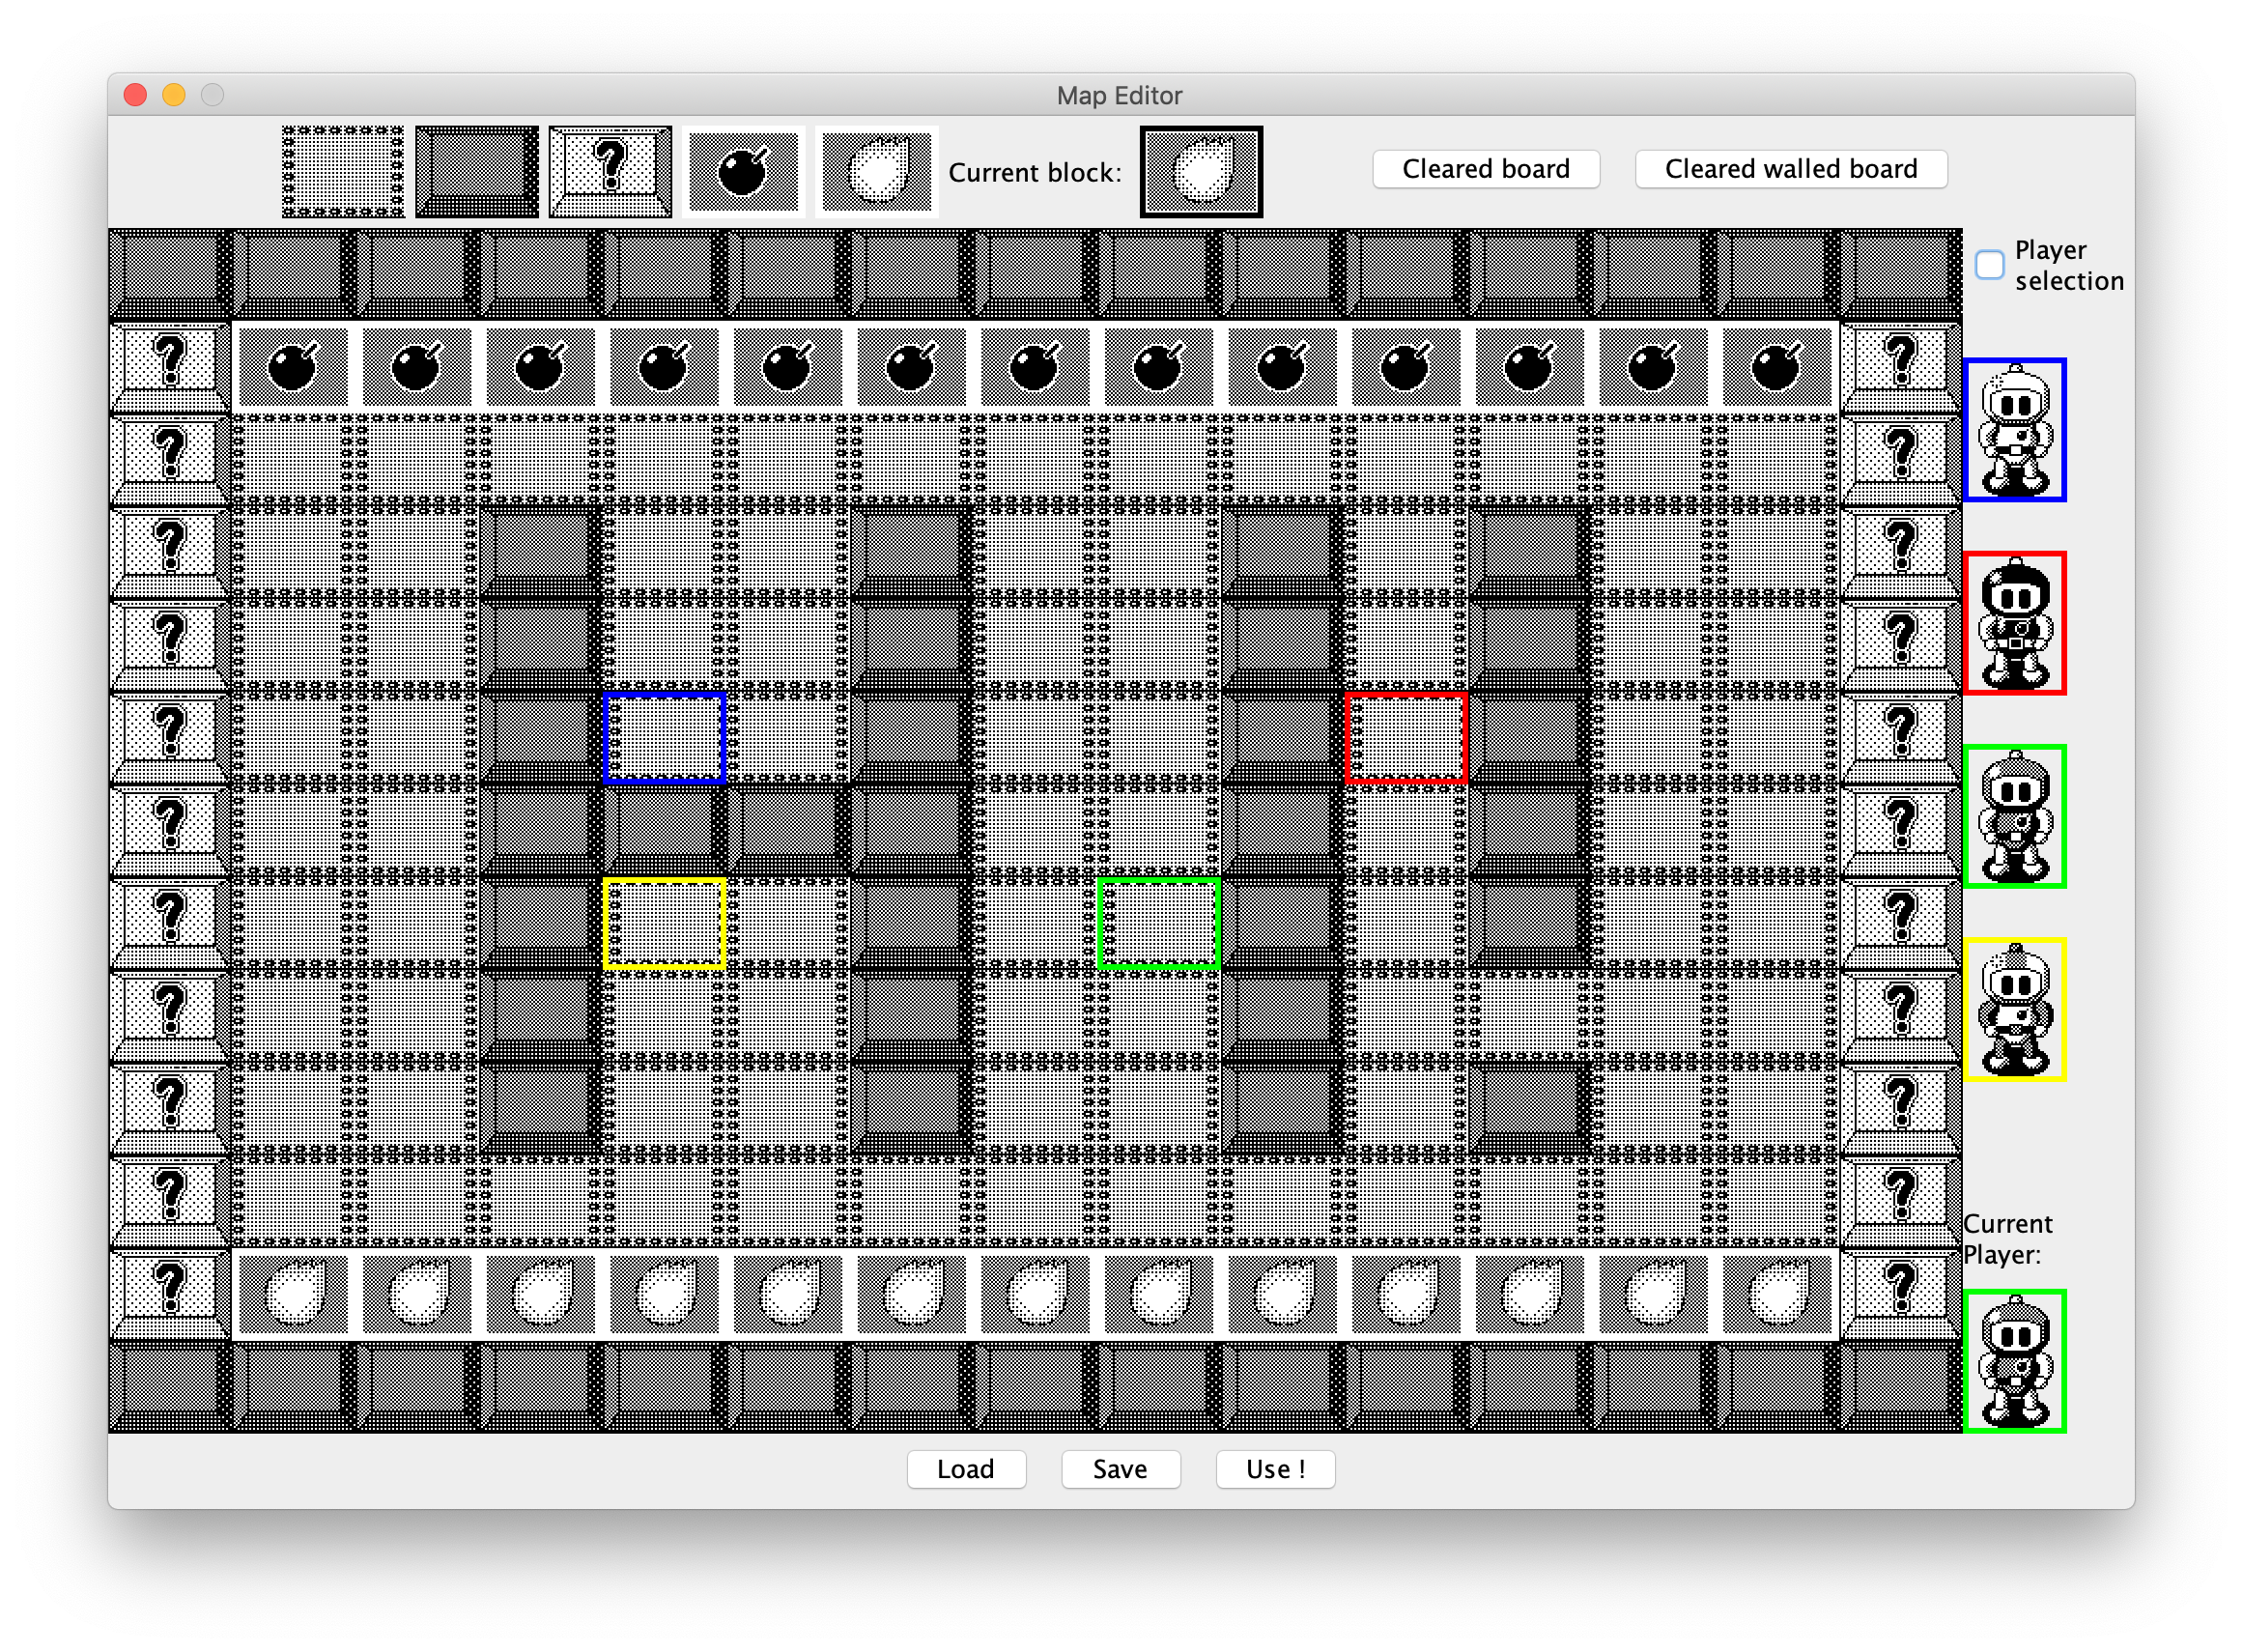 Map Editor
?
Current block:
Cleared board
Cleared walled board
Player
selection
? ?
? ?
? ?
? ?
? ?
? ?
? ?
? ?
? ?
? ?
? ?
Current
Player:
Load
Save
Use !